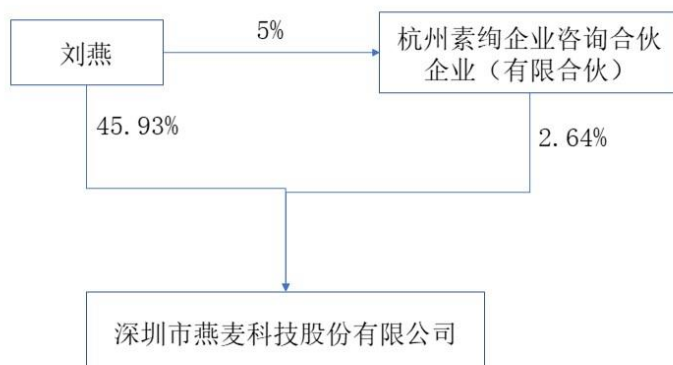 刘燕
5%
杭州素绚企业咨询合伙
企业（有限合伙）
45.93%
2.64%
深圳市燕麦科技股份有限公司